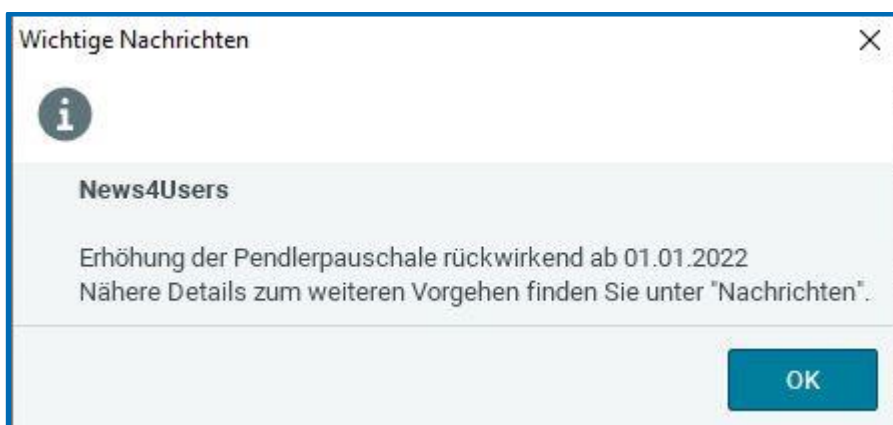 Wichtige Nachrichten
News4Users
Erhöhung der Pendlerpauschale rückwirkend ab 01.01.2022
Nähere Details zum weiteren Vorgehen finden Sie unter "Nachrichten".
OK